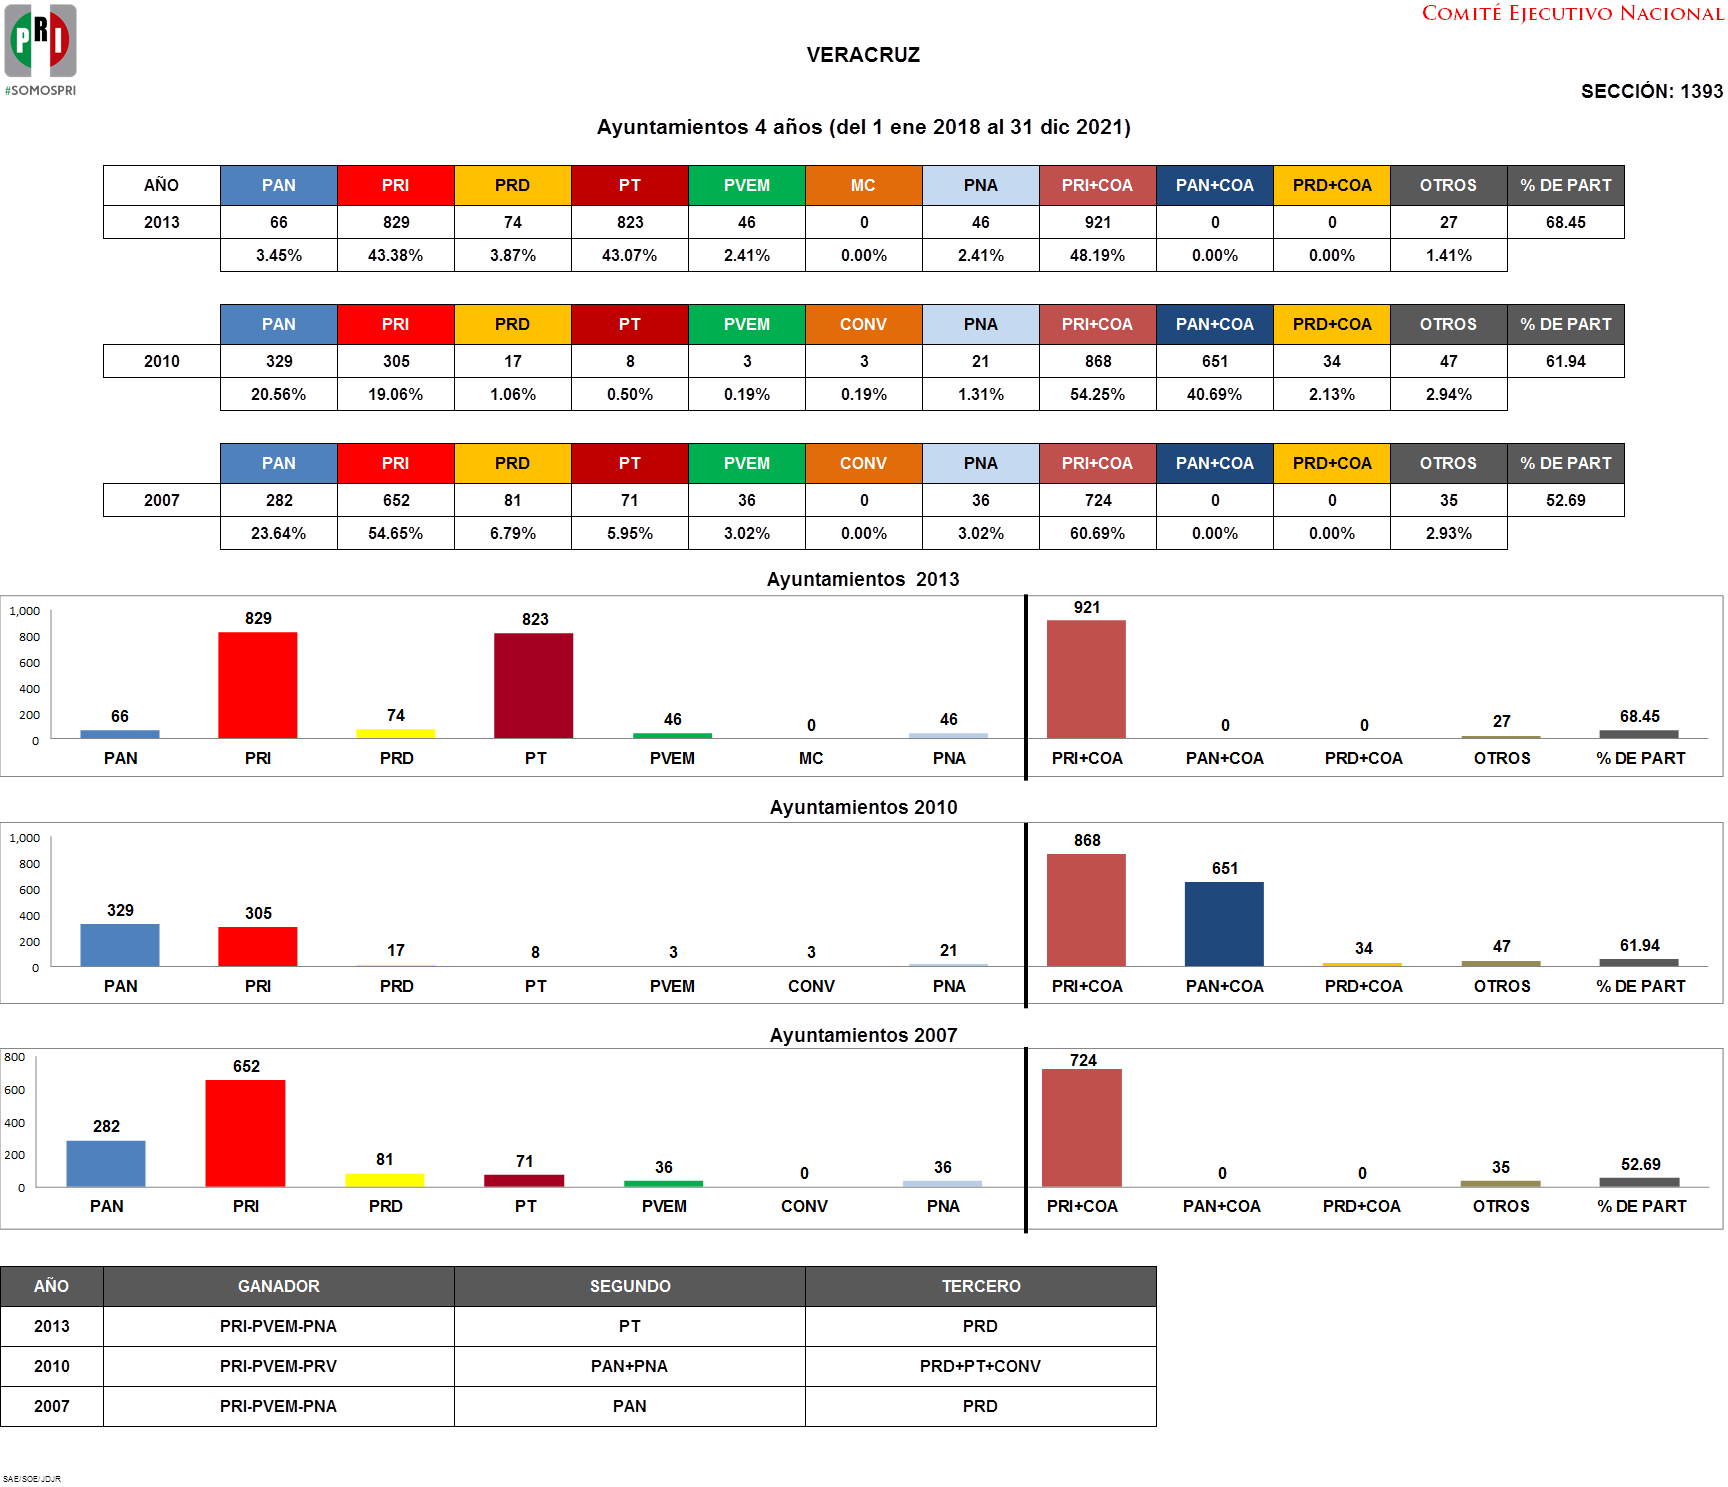 COMITÉ EJECUTIVO NACIONAL
PRI
#SOMOSPRI
VERACRUZ
SECCIÓN: 1393
Ayuntamientos 4 años (del 1 ene 2018 al 31 dic 2021)
AÑO PAN PRI PRD PT PVEM MC PNA PRI+COA PAN+COA PRD+COA OTROS % DE PART
2013 66 829 74 823 46 0 46 921 0 0 27 68.45
3.45% 43.38% 3.87% 43.07% 2.41% 0.00% 2.41% 48.19% 0.00% 0.00% 1.41%
PAN PRI PRD PT PVEM CONV PNA PRI+COA PAN+COA PRD+COA OTROS % DE PART
2010 329 305 17 8 3 3 21 868 651 34 47 61.94
20.56% 19.06% 1.06% 0.50% 0.19% 0.19% 1.31% 54.25% 40.69% 2.13% 2.94%
PAN PRI PRD PT PVEM CONV PNA PRI+COA PAN+COA PRD+COA OTROS % DE PART
2007 282 652 81 71 36 0 36 724 0 0 35 52.69
23.64% 54.65% 6.79% 5.95% 3.02% 0.00% 3.02% 60.69% 0.00% 0.00% 2.93%
Ayuntamientos 2013
1,000
800
600
400
200
0
66 829 74 823 46 0 46 921 0 0 27 68.45
PAN PRI PRD PT PVEM MC PNA PRI+COA PAN+COA PRD+COA OTROS % DE PART
Ayuntamientos 2010
1,000
800
600
400
200
0
329 305 17 8 3 3 21 868 651 34 47 61.94
PAN PRI PRD PT PVEM CONV PNA PRI+COA PAN+COA PRD+COA OTROS % DE PART
Ayuntamientos 2007
800
600
400
200
0
282 652 81 71 36 0 36 724 0 0 35 52.69
PAN PRI PRD PT PVEM CONV PNA PRI+COA PAN+COA PRD+COA OTROS % DE PART
AÑO GANADOR SEGUNDO TERCERO
2013 PRI-PVEM-PNA PT PRD
2010 PRI-PVEM-PRV PAN+PNA PRD+PT+CONV
2007 PRI-PVEM-PNA PAN PRD
SAE/SOE/JDJR